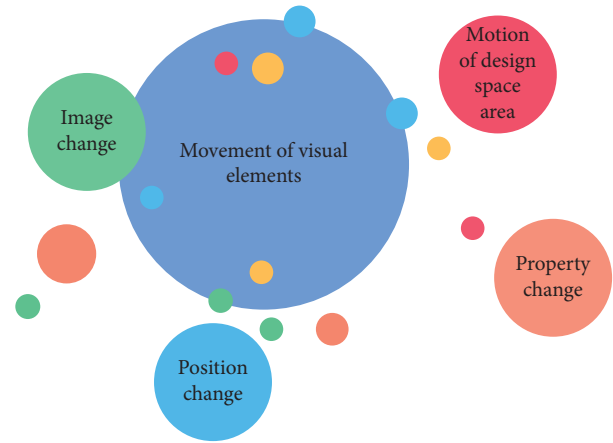 Motion
of design
space
area
Image
change
Movement of visual
elements
Property
change
Position
change